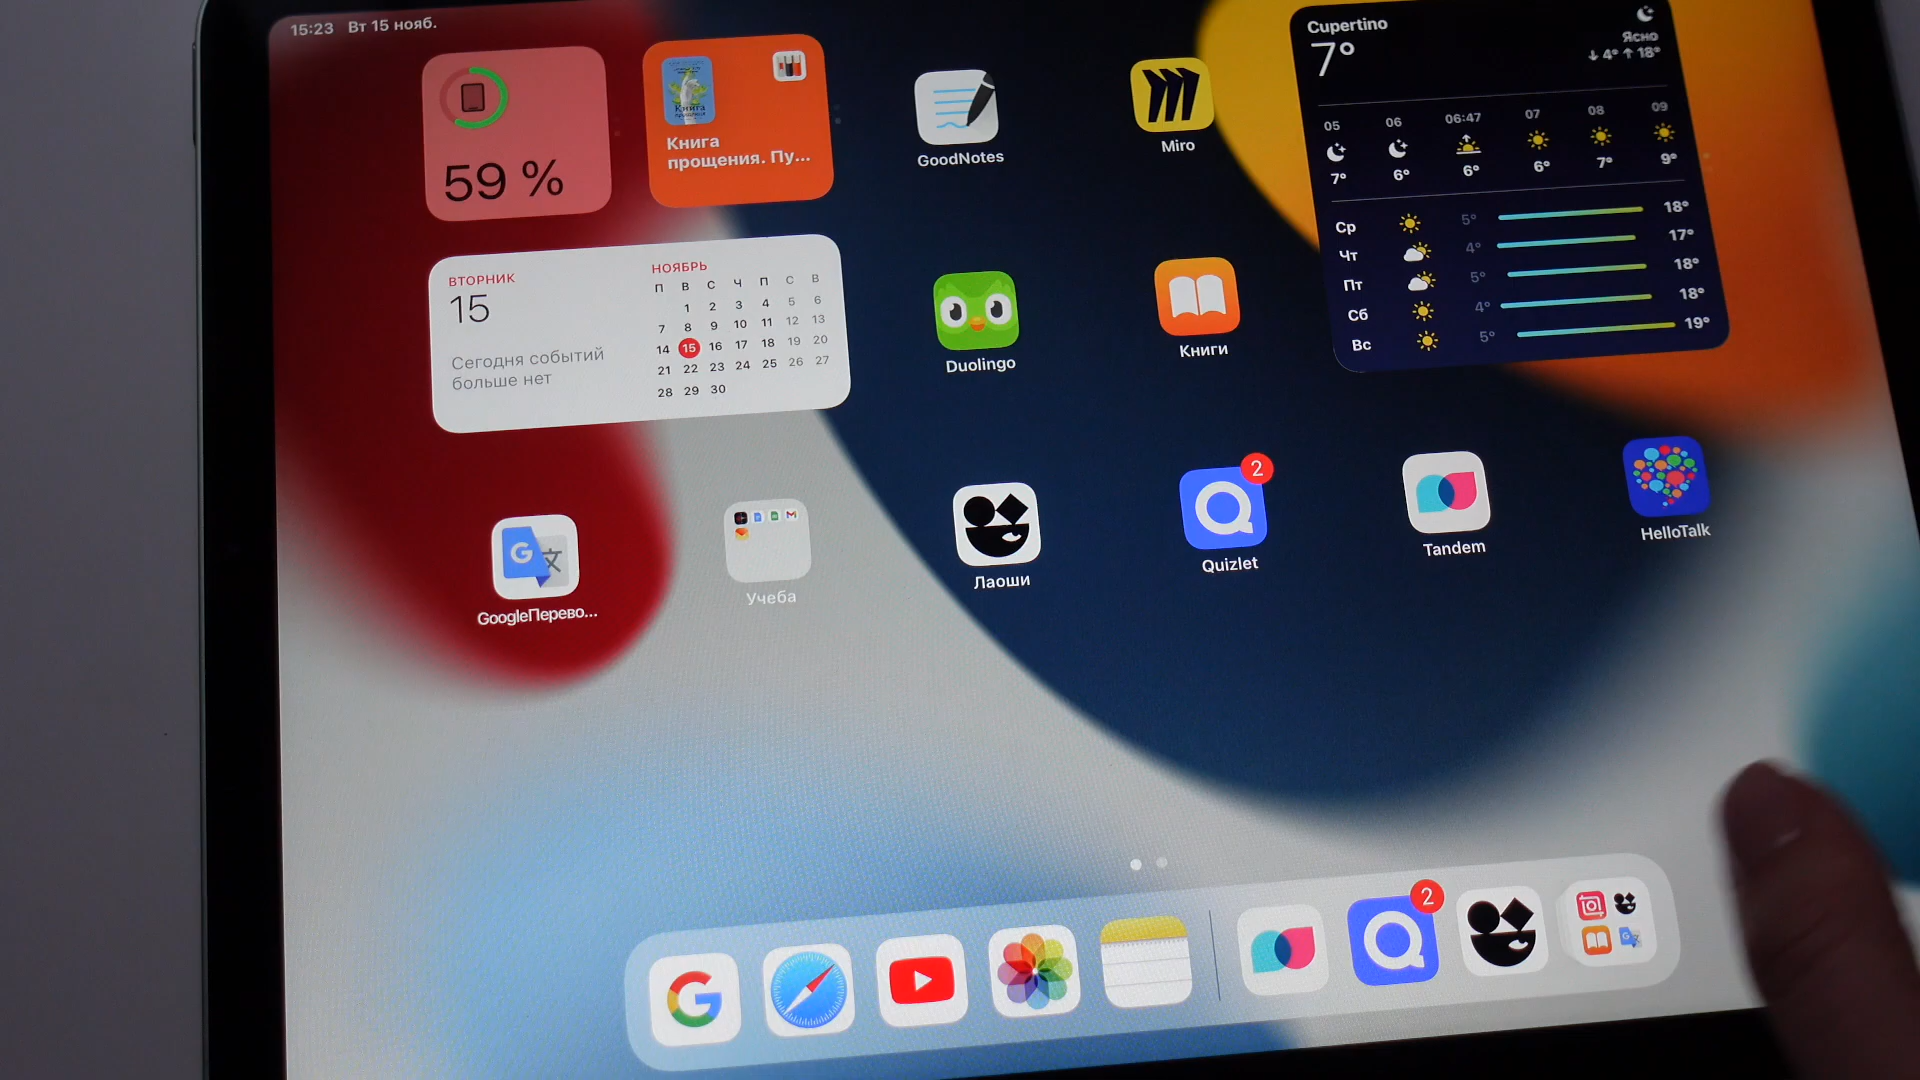 15:23 Вт 15 нояб.
59 %
Книга
Книга
прощения. Пу...
GoodNotes
Miro
Cupertino
7°
Ясно
↓ 4° ↑ 18°
05 06 06:47 07 08 09
7° 6° 6° 6° 7° 9°
Ср 5° 18°
Чт 4° 17°
Пт 5° 18°
Сб 4° 18°
Вс 5° 19°
ВТОРНИК
15
Сегодня событий
больше нет
НОЯБРЬ
П В С Ч П С В
1 2 3 4 5 6
7 8 9 10 11 12 13
14 15 16 17 18 19 20
21 22 23 24 25 26 27
28 29 30
Duolingo
Книги
G 文
GoogleПерево...
Учеба
Лаоши
2
Quizlet
Tandem
HelloTalk
G
2